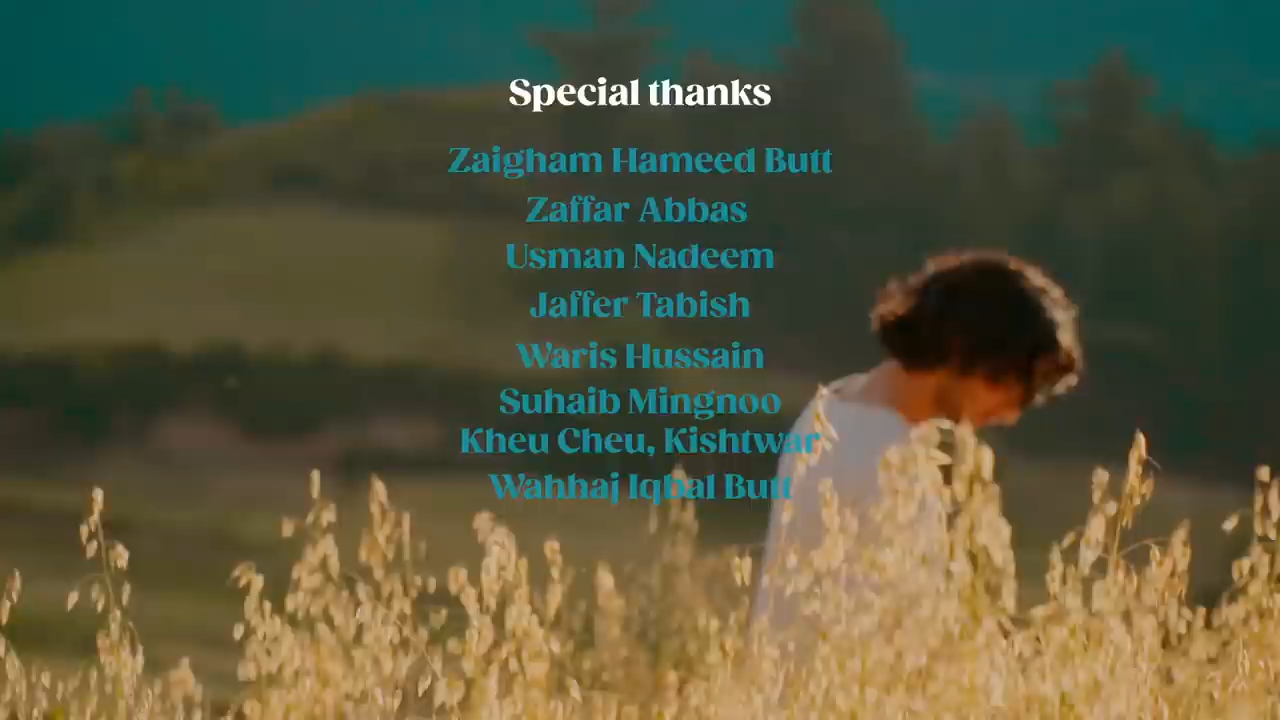 Special thanks
Zaigham Hameed Butt
Zaffar Abbas
Usman Nadeem
Jaffer Tabish
Waris Hussain
Suhaib Mingnoo
Kheu Cheu, Kishtwar
Wahhaj Iqbal Butt